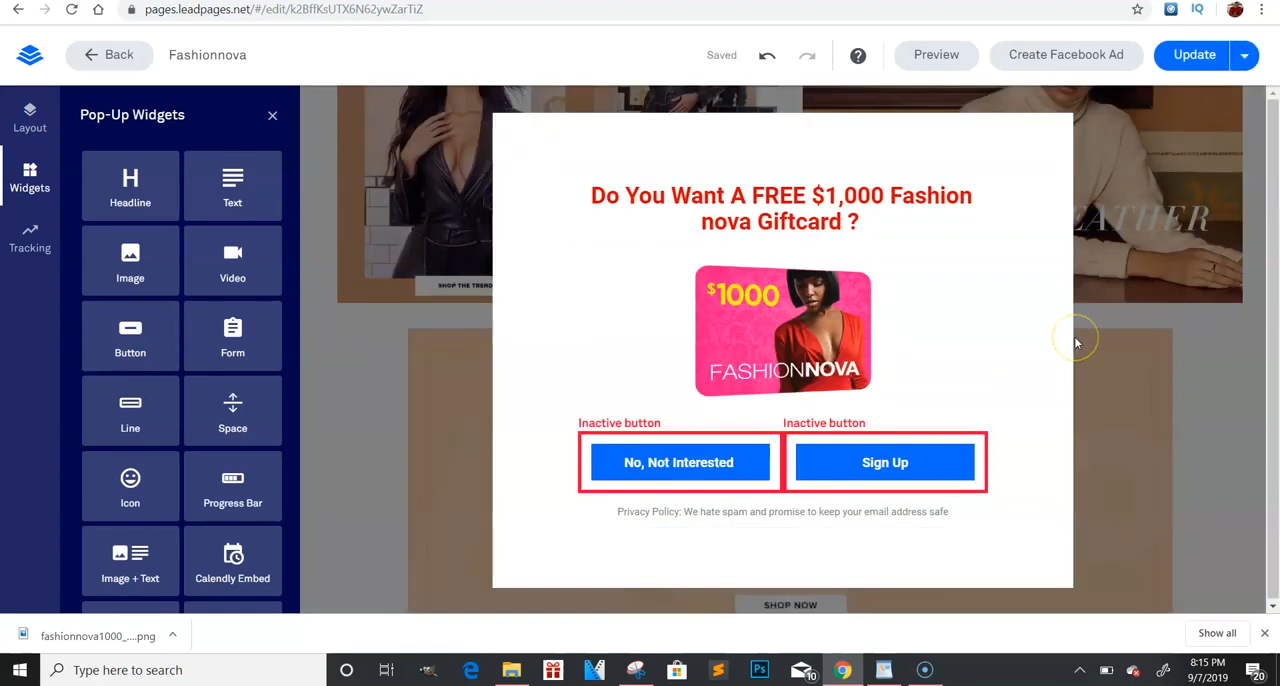 pages.leadpages.net/#/edit/k2BffKsUTX6N62ywZarTiZ
Back
Fashionnova
Saved
Preview
Create Facebook Ad
Update
Layout
Widgets
Tracking
Pop-Up Widgets
Headline
Text
Image
Video
Button
Form
Line
Space
Icon
Progress Bar
Image + Text
Calendly Embed
SHOP THE TREND
EATHER
Do You Want A FREE $1,000 Fashion
nova Giftcard ?
$1000
FASHIONNOVA
Inactive button
Inactive button
No, Not Interested
Sign Up
Privacy Policy: We hate spam and promise to keep your email address safe
SHOP NOW
fashionnova1000_....png
Show all
Type here to search
10
8:15 PM
9/7/2019
20